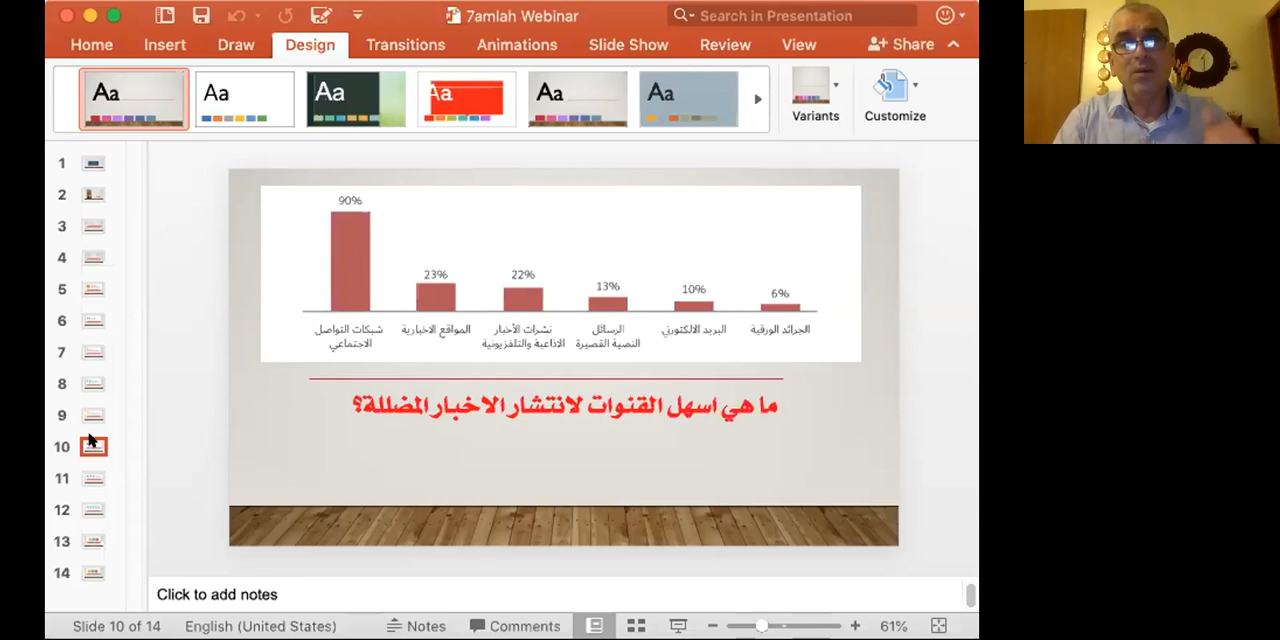 7amlah Webinar
Search in Presentation
Home Insert Draw Design Transitions Animations Slide Show Review View Share
Aa Aa Aa Aa Aa Aa
Variants Customize
1
2
3
4
5
6
7
8
9
10
11
12
13
14
90%
23%
22%
13%
10%
6%
شبكات التواصل
الاجتماعي
المواقع الاخبارية
نشرات الأخبار
الاذاعية والتلفزيونية
الرسائل
النصية القصيرة
البريد الالكتورني
الجرائد الورقية
ما هي اسهل القنوات لانتشار الاخبار المضللة؟
Click to add notes
Slide 10 of 14 English (United States) Notes Comments 61%